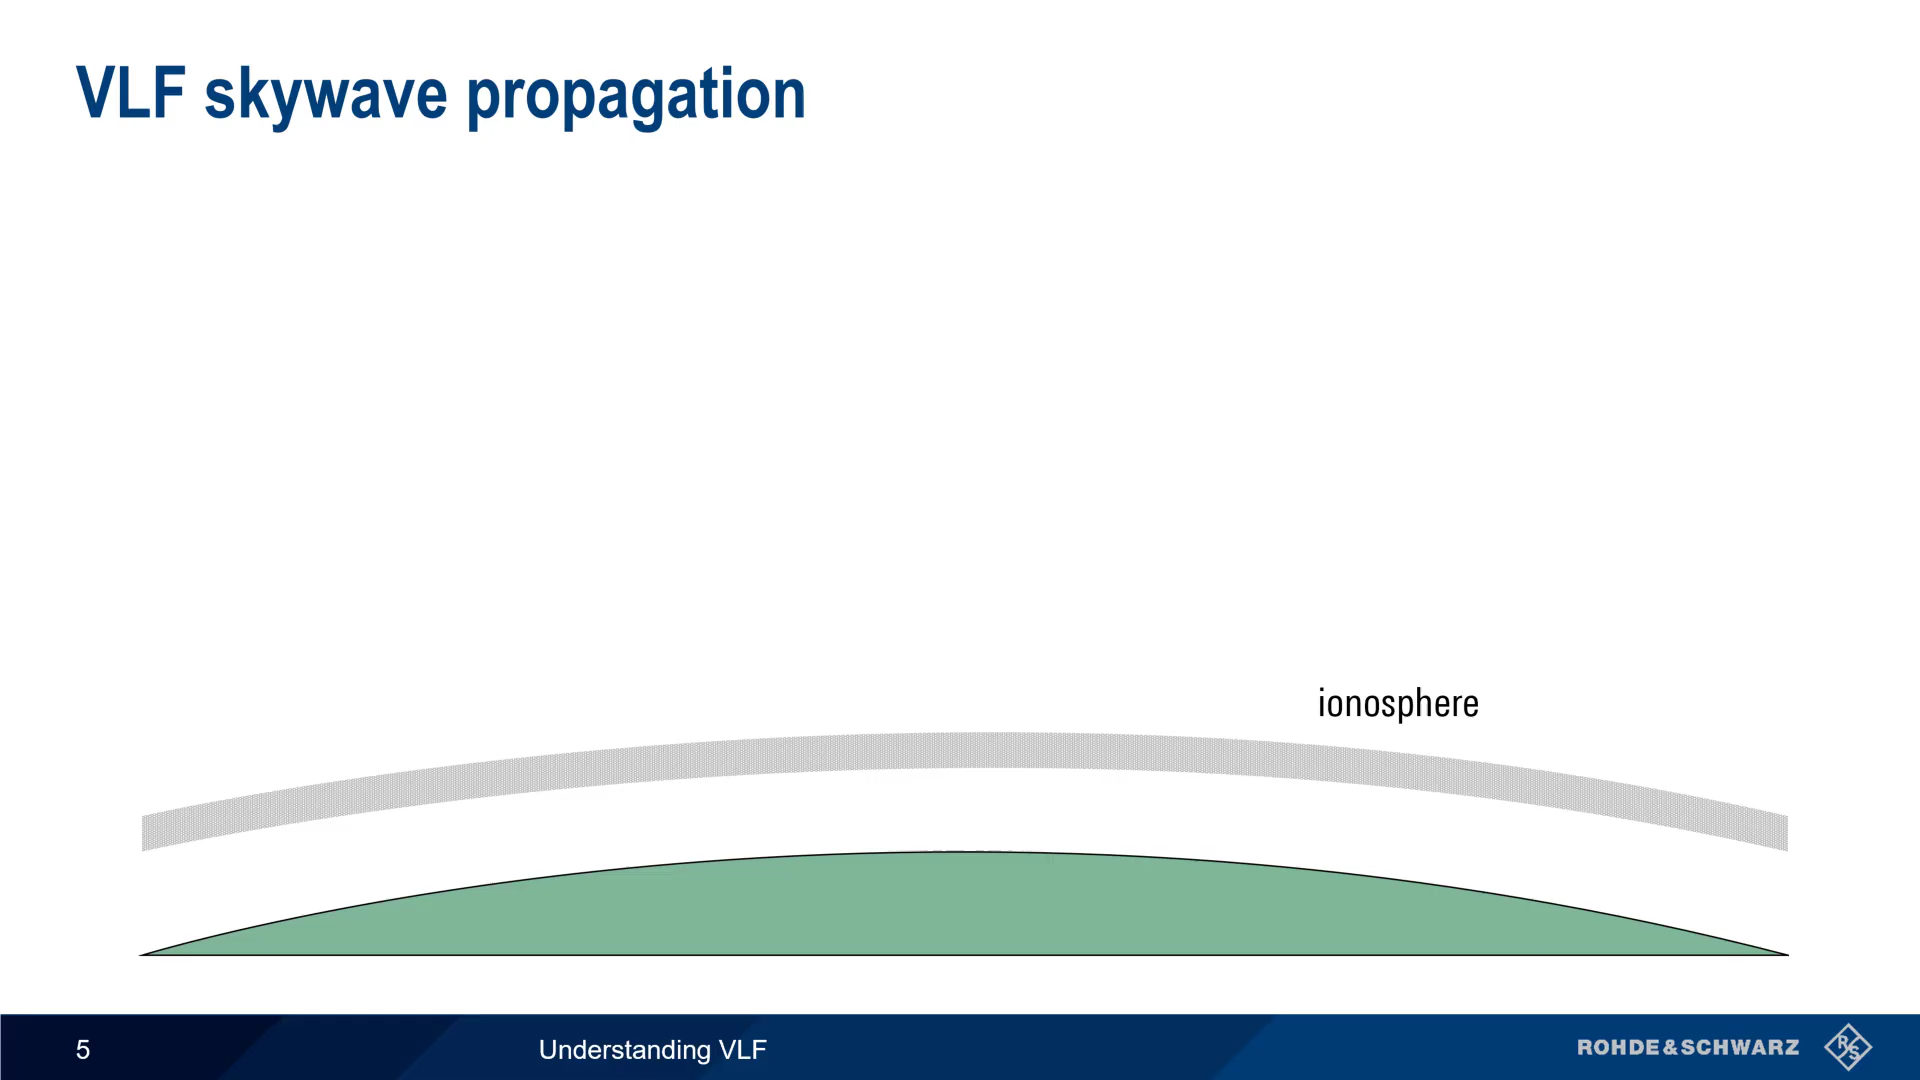 VLF skywave propagation
ionosphere
5
Understanding VLF
ROHDE&SCHWARZ
R&S